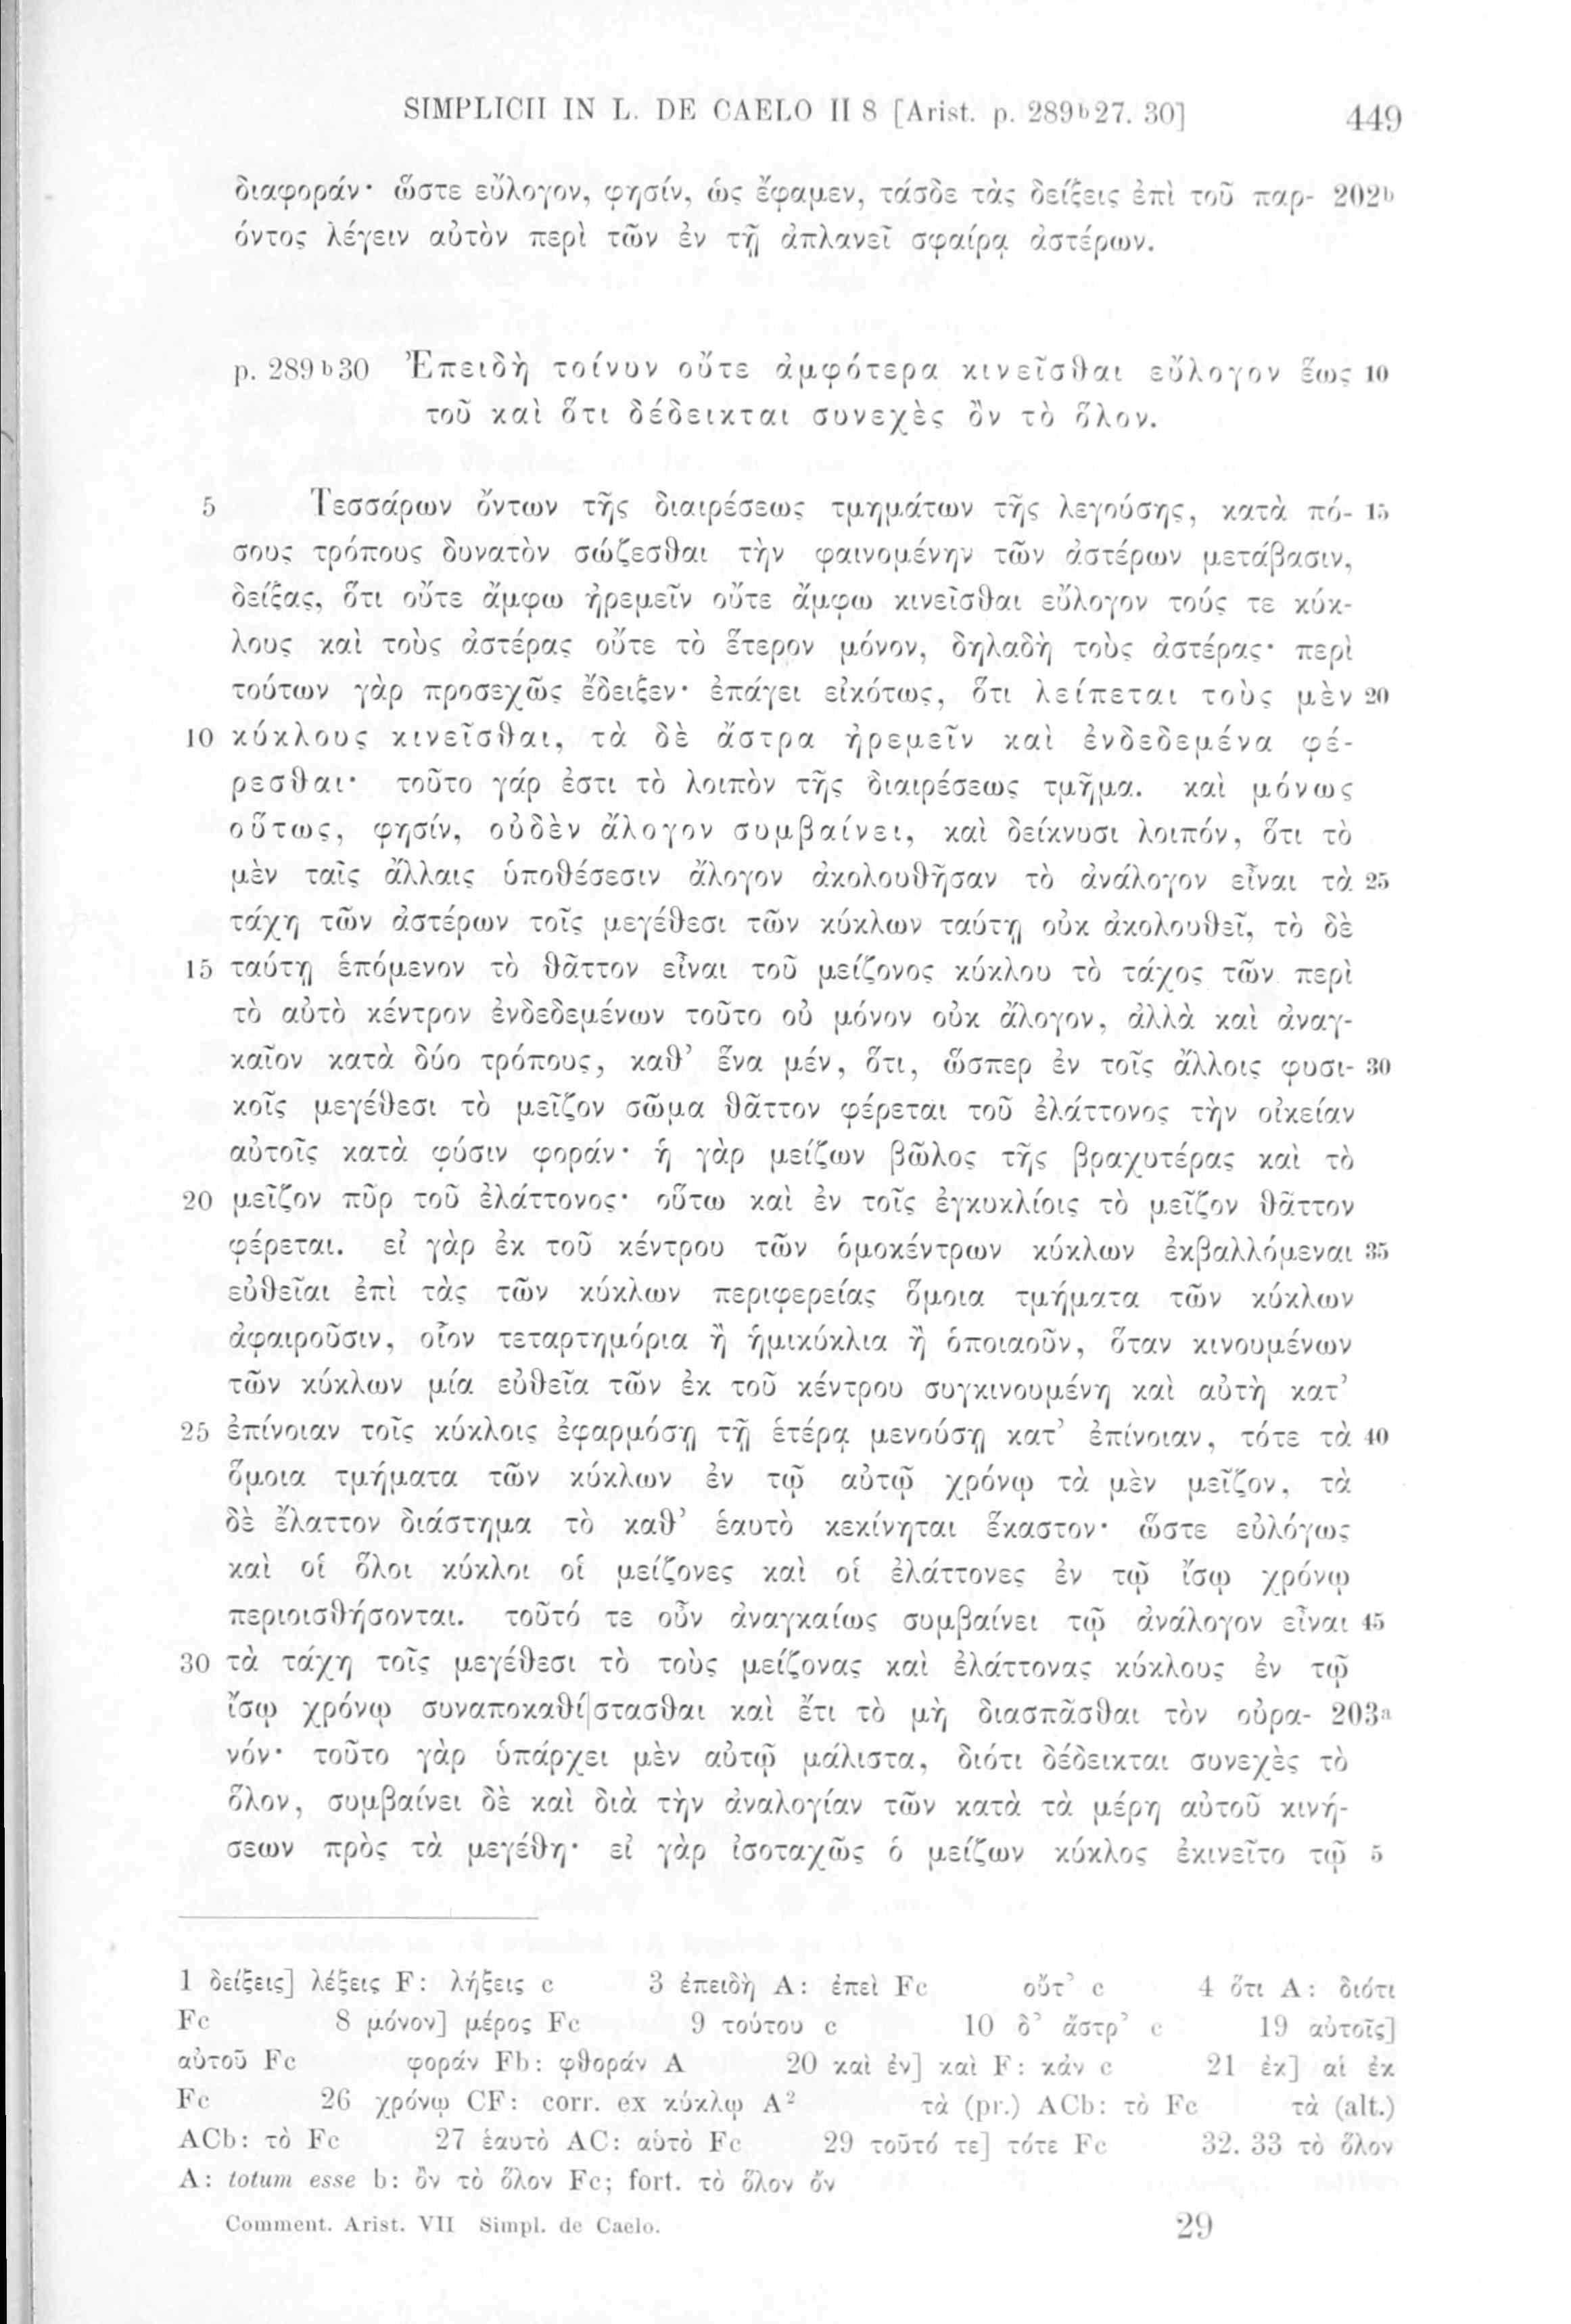 SIMPLICII IN L. DE CAELO II 8 [Arist. p. 289ᵇ27. 30] 449
διαφοράν· ὥστε εὔλογον, φησίν, ὡς ἔφαμεν, τάσδε τὰς δείξεις ἐπὶ τοῦ παρ- 202ᵇ
όντος λέγειν αὐτὸν περὶ τῶν ἐν τῇ ἀπλανεῖ σφαίρᾳ ἀστέρων.
p. 289ᵇ30 Ἐπειδὴ τοίνυν οὔτε ἀμφότερα κινεῖσθαι εὔλογον ἕως 10
τοῦ καὶ ὅτι δέδεικται συνεχὲς ὂν τὸ ὅλον.
5 Τεσσάρων ὄντων τῆς διαιρέσεως τμημάτων τῆς λεγούσης, κατὰ πό- 15
σους τρόπους δυνατὸν σώζεσθαι τὴν φαινομένην τῶν ἀστέρων μετάβασιν,
δείξας, ὅτι οὔτε ἄμφω ἠρεμεῖν οὔτε ἄμφω κινεῖσθαι εὔλογον τούς τε κύκ-
λους καὶ τοὺς ἀστέρας οὔτε τὸ ἕτερον μόνον, δηλαδὴ τοὺς ἀστέρας· περὶ
τούτων γὰρ προσεχῶς ἔδειξεν· ἐπάγει εἰκότως, ὅτι λείπεται τοὺς μὲν 20
10 κύκλους κινεῖσθαι, τὰ δὲ ἄστρα ἠρεμεῖν καὶ ἐνδεδεμένα φέ-
ρεσθαι· τοῦτο γάρ ἐστι τὸ λοιπὸν τῆς διαιρέσεως τμῆμα. καὶ μόνως
οὕτως, φησίν, οὐδὲν ἄλογον συμβαίνει, καὶ δείκνυσι λοιπόν, ὅτι τὸ
μὲν ταῖς ἄλλαις ὑποθέσεσιν ἄλογον ἀκολουθῆσαν τὸ ἀνάλογον εἶναι τὰ 25
τάχη τῶν ἀστέρων τοῖς μεγέθεσι τῶν κύκλων ταύτῃ οὐκ ἀκολουθεῖ, τὸ δὲ
15 ταύτῃ ἑπόμενον τὸ θᾶττον εἶναι τοῦ μείζονος κύκλου τὸ τάχος τῶν περὶ
τὸ αὐτὸ κέντρον ἐνδεδεμένων τοῦτο οὐ μόνον οὐκ ἄλογον, ἀλλὰ καὶ ἀναγ-
καῖον κατὰ δύο τρόπους, καθ’ ἕνα μέν, ὅτι, ὥσπερ ἐν τοῖς ἄλλοις φυσι- 30
κοῖς μεγέθεσι τὸ μεῖζον σῶμα θᾶττον φέρεται τοῦ ἐλάττονος τὴν οἰκείαν
αὐτοῖς κατὰ φύσιν φοράν· ἡ γὰρ μείζων βῶλος τῆς βραχυτέρας καὶ τὸ
20 μεῖζον πῦρ τοῦ ἐλάττονος· οὕτω καὶ ἐν τοῖς ἐγκυκλίοις τὸ μεῖζον θᾶττον
φέρεται. εἰ γὰρ ἐκ τοῦ κέντρου τῶν ὁμοκέντρων κύκλων ἐκβαλλόμεναι 35
εὐθεῖαι ἐπὶ τὰς τῶν κύκλων περιφερείας ὅμοια τμήματα τῶν κύκλων
ἀφαιροῦσιν, οἷον τεταρτημόρια ἢ ἡμικύκλια ἢ ὁποιαοῦν, ὅταν κινουμένων
τῶν κύκλων μία εὐθεῖα τῶν ἐκ τοῦ κέντρου συγκινουμένη καὶ αὐτὴ κατ’
25 ἐπίνοιαν τοῖς κύκλοις ἐφαρμόσῃ τῇ ἑτέρᾳ μενούσῃ κατ’ ἐπίνοιαν, τότε τὰ 40
ὅμοια τμήματα τῶν κύκλων ἐν τῷ αὐτῷ χρόνῳ τὰ μὲν μεῖζον, τὰ
δὲ ἔλαττον διάστημα τὸ καθ’ ἑαυτὸ κεκίνηται ἕκαστον· ὥστε εὐλόγως
καὶ οἱ ὅλοι κύκλοι οἱ μείζονες καὶ οἱ ἐλάττονες ἐν τῷ ἴσῳ χρόνῳ
περιοισθήσονται. τοῦτό τε οὖν ἀναγκαίως συμβαίνει τῷ ἀνάλογον εἶναι 45
30 τὰ τάχη τοῖς μεγέθεσι τὸ τοὺς μείζονας καὶ ἐλάττονας κύκλους ἐν τῷ
ἴσῳ χρόνῳ συναποκαθί|στασθαι καὶ ἔτι τὸ μὴ διασπᾶσθαι τὸν οὐρα- 203ᵃ
νόν· τοῦτο γὰρ ὑπάρχει μὲν αὐτῷ μάλιστα, διότι δέδεικται συνεχὲς τὸ
ὅλον, συμβαίνει δὲ καὶ διὰ τὴν ἀναλογίαν τῶν κατὰ τὰ μέρη αὐτοῦ κινή-
σεων πρὸς τὰ μεγέθη· εἰ γὰρ ἰσοταχῶς ὁ μείζων κύκλος ἐκινεῖτο τῷ 5
1 δείξεις] λέξεις F: λήξεις c 3 ἐπειδὴ A: ἐπεὶ Fc οὔτ’ c 4 ὅτι A: διότι
Fc 8 μόνον] μέρος Fc 9 τούτου c 10 δ’ ἄστρ’ c 19 αὐτοῖς]
αὐτοῦ Fc φοράν Fb: φθοράν A 20 καὶ ἐν] καὶ F: κἀν c 21 ἐκ] αἱ ἐκ
Fc 26 χρόνῳ CF: corr. ex κύκλῳ A² τὰ (pr.) ACb: τὸ Fc τὰ (alt.)
ACb: τὸ Fc 27 ἑαυτὸ AC: αὑτὸ Fc 29 τοῦτό τε] τότε Fc 32. 33 τὸ ὅλον
A: totum esse b: ὂν τὸ ὅλον Fc; fort. τὸ ὅλον ὄν
Comment. Arist. VII Simpl. de Caelo. 29